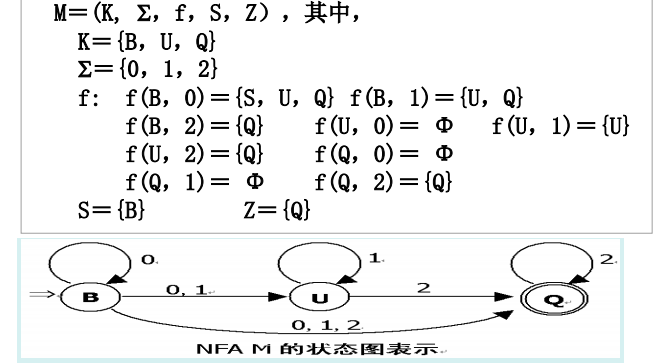 M＝(K, Σ, f, S, Z) , 其中,
K＝{B, U, Q}
Σ＝{0, 1, 2}
f: f(B, 0)＝{S, U, Q} f(B, 1)＝{U, Q}
f(B, 2)＝{Q} f(U, 0)＝ Φ f(U, 1)＝{U}
f(U, 2)＝{Q} f(Q, 0)＝ Φ
f(Q, 1)＝ Φ f(Q, 2)＝{Q}
S＝{B} Z＝{Q}
0 1 2
B 0, 1 U 2 Q
0, 1, 2
NFA M 的状态图表示